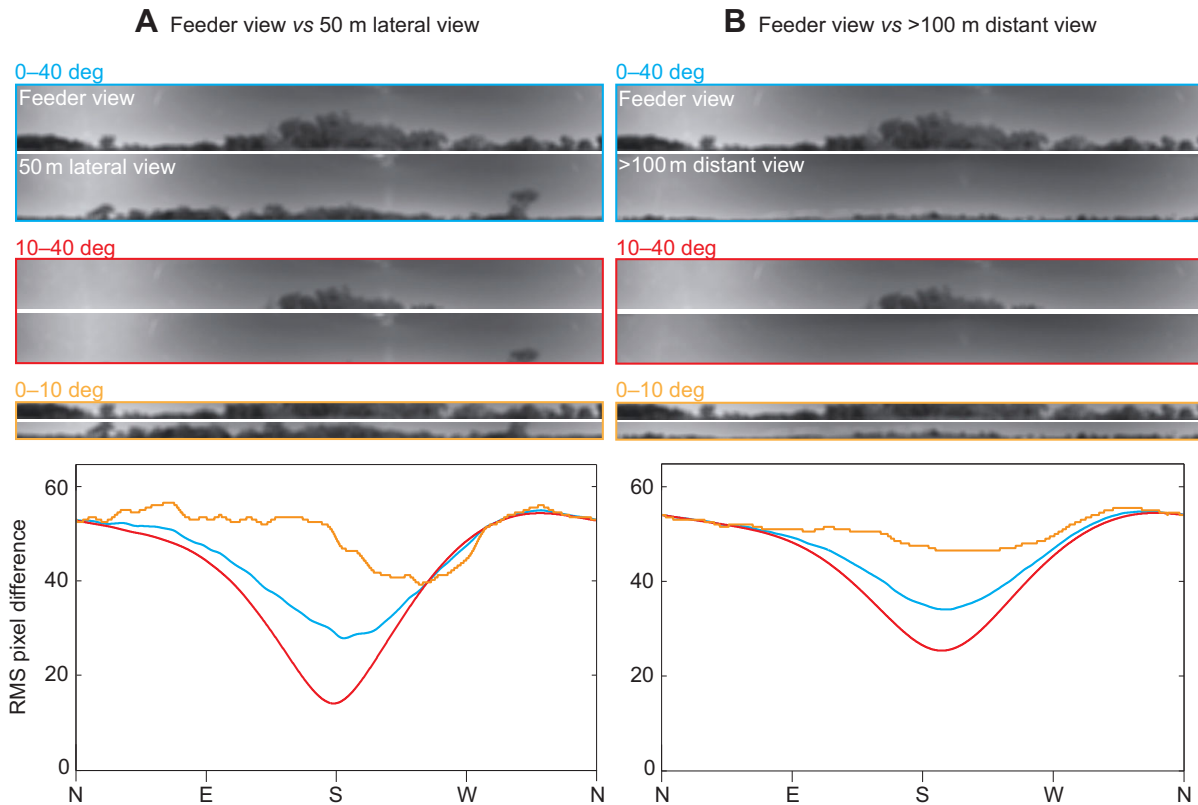 A Feeder view vs 50 m lateral view
0–40 deg
Feeder view
50 m lateral view
10–40 deg
0–10 deg
B Feeder view vs >100 m distant view
0–40 deg
Feeder view
>100 m distant view
10–40 deg
0–10 deg
RMS pixel difference
60
40
20
0
N E S W N
60
40
20
0
N E S W N